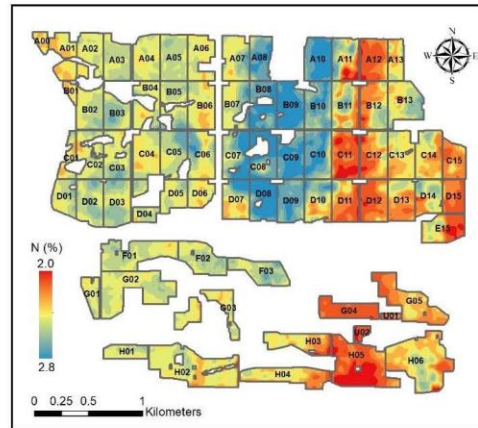 N
W E
S
A00 A01 A02 A03 A04 A05 A06 A07 A08 A10 A11 A12 A13
B01 B02 B03 B04 B05 B06 B07 B08 B09 B10 B11 B12 B13
C01 C02 C03 C04 C05 C06 C07 C08 C09 C10 C11 C12 C13 C14 C15
D01 D02 D03 D04 D05 D06 D07 D08 D09 D10 D11 D12 D13 D14 D15
E15
N (%)
2.0
2.8
F01 F02 F03
G01 G02 G03 G04 U01 G05
U02
H01 H02 H03 H04 H05 H06
0 0.25 0.5 1
Kilometers